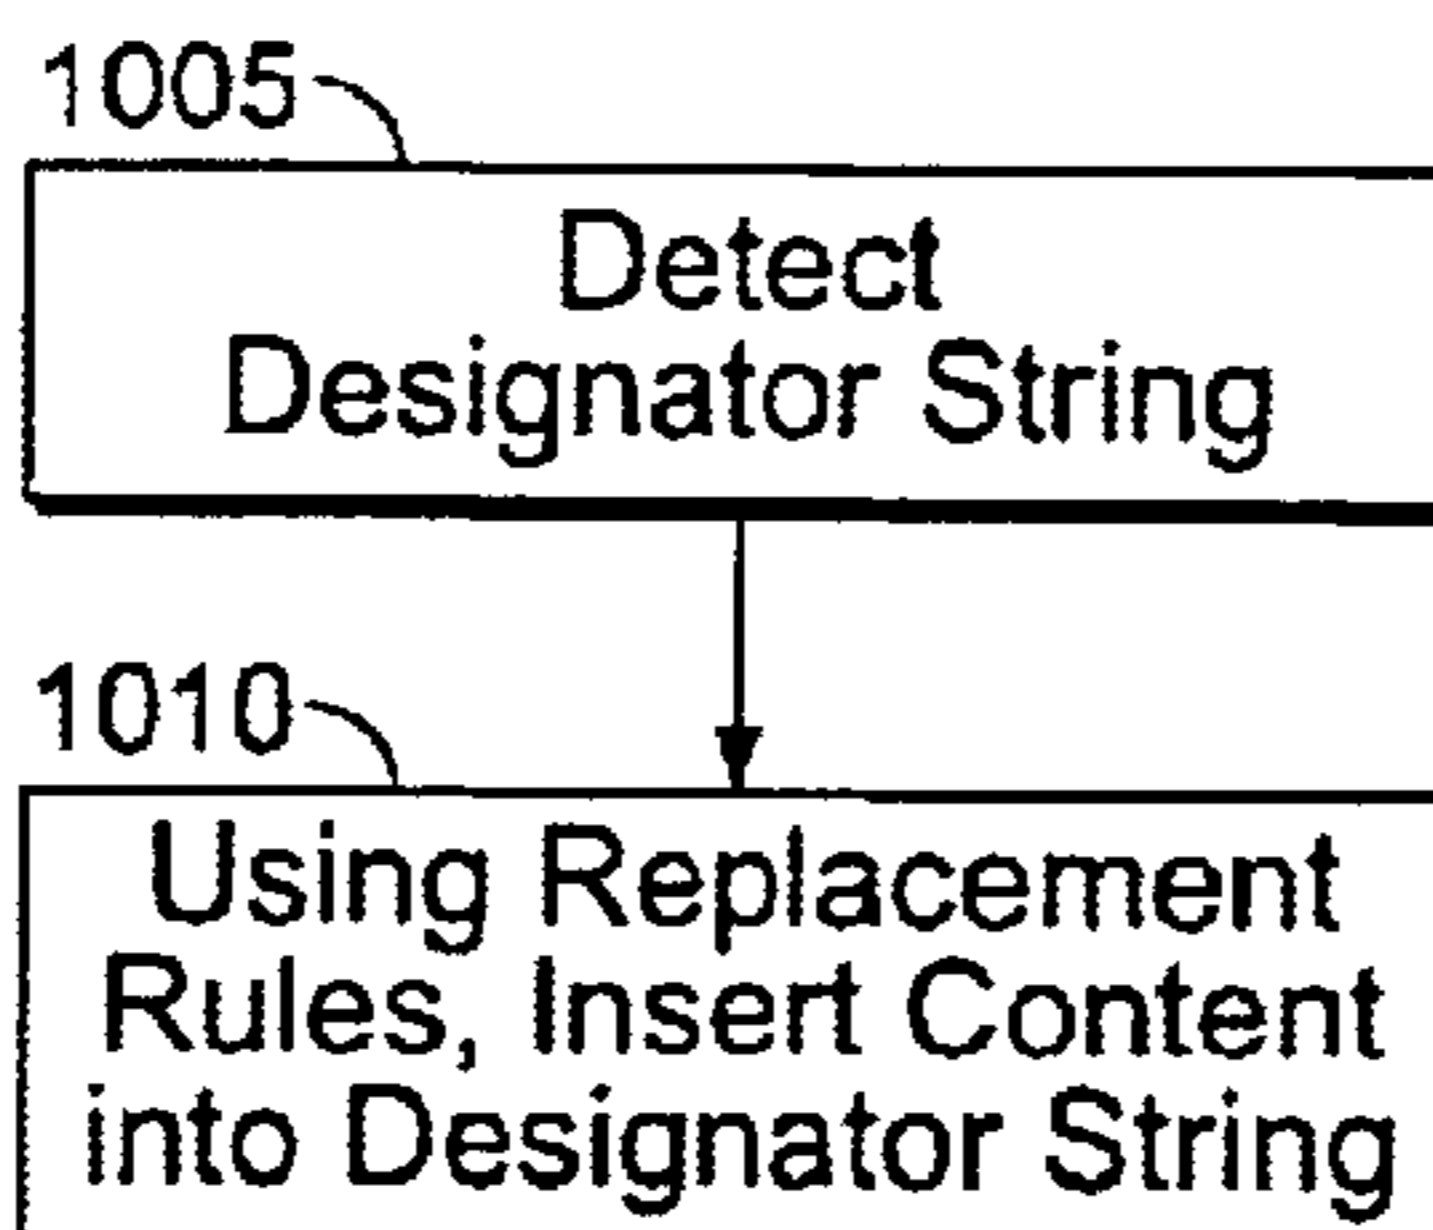 1005
Detect
Designator String
1010
Using Replacement
Rules, Insert Content
into Designator String